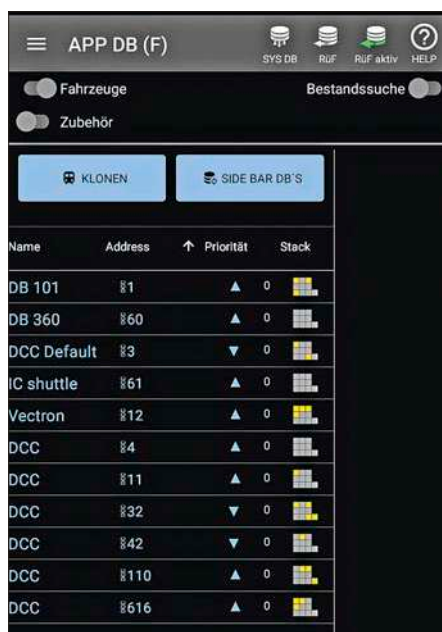 APP DB (F)
SYS DB RüF RüF aktiv HELP
Fahrzeuge Bestandssuche
Zubehör
KLONEN SIDE BAR DB´S
Name Address ↑ Priorität Stack
DB 101 1 ▲ 0
DB 360 60 ▲ 0
DCC Default 3 ▼ 0
IC shuttle 61 ▲ 0
Vectron 12 ▲ 0
DCC 4 ▲ 0
DCC 11 ▲ 0
DCC 32 ▼ 0
DCC 42 ▼ 0
DCC 110 ▲ 0
DCC 616 ▲ 0